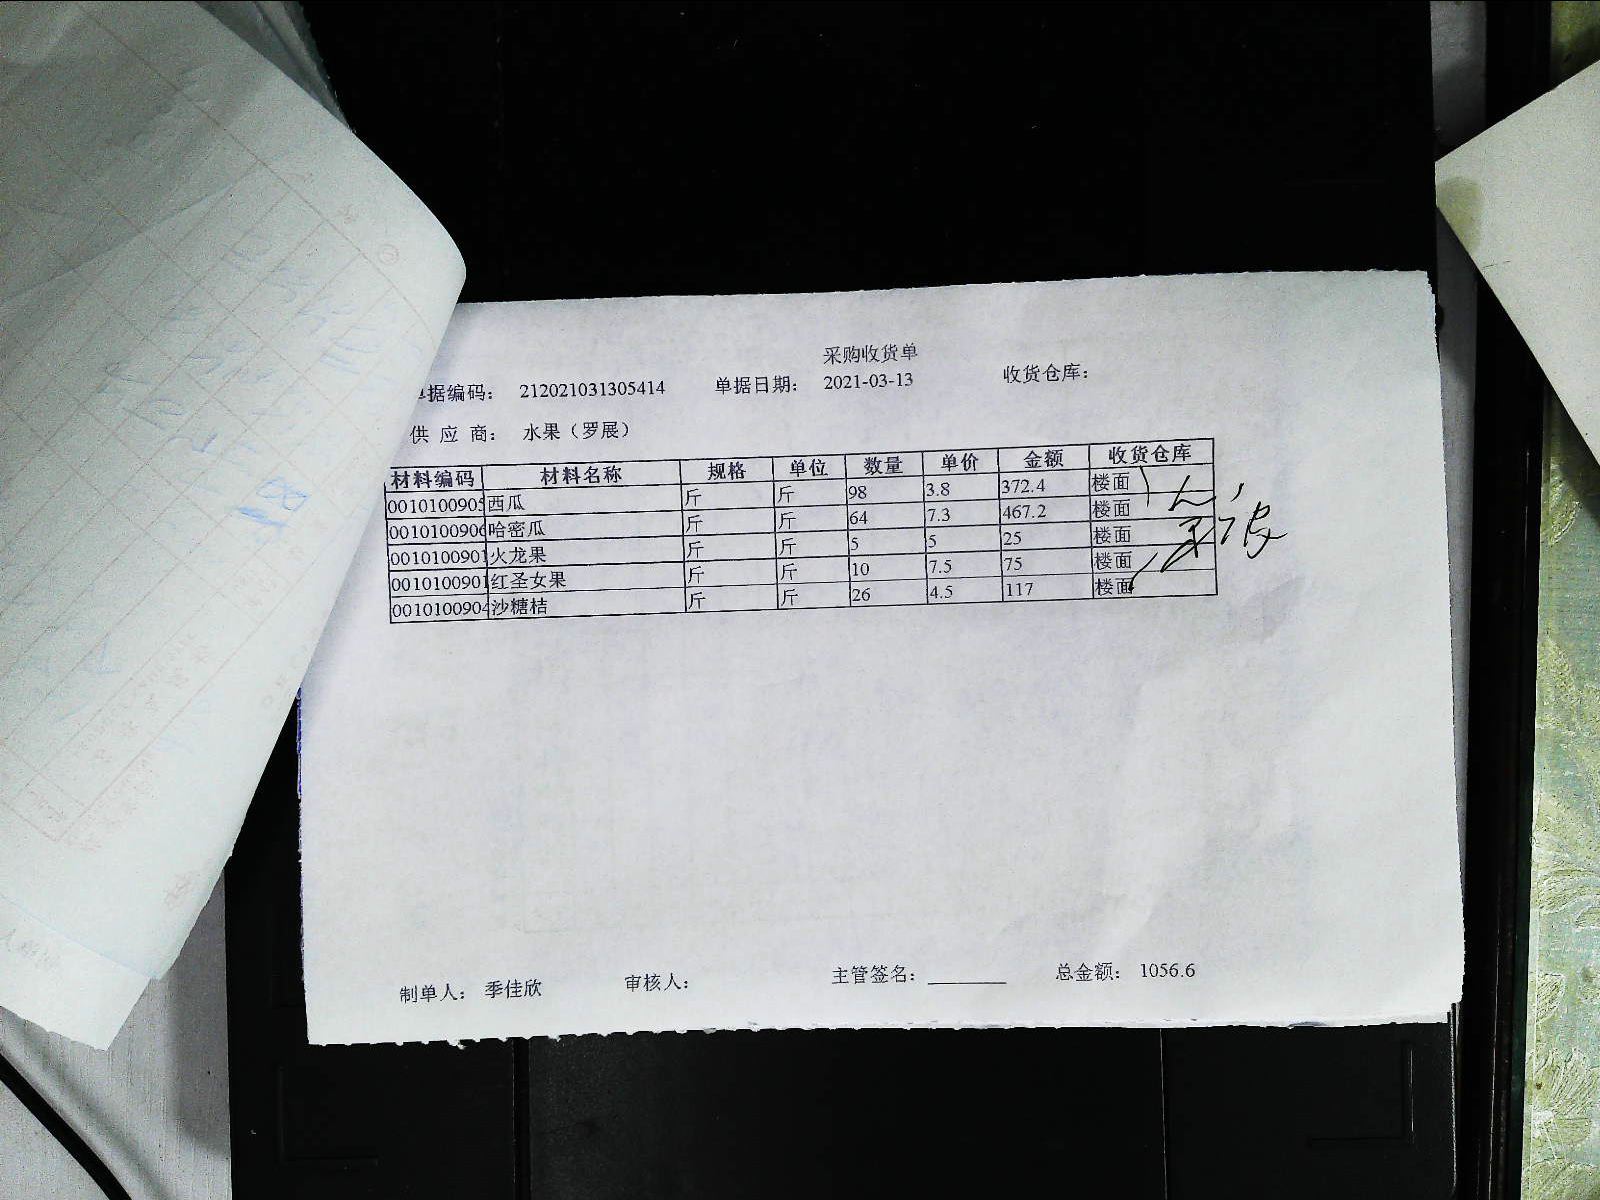 采购收货单
单据编码： 212021031305414 单据日期： 2021-03-13 收货仓库：
供 应 商： 水果（罗展）
材料编码 材料名称 规格 单位 数量 单价 金额 收货仓库
0010100905 西瓜 斤 斤 98 3.8 372.4 楼面
0010100906 哈密瓜 斤 斤 64 7.3 467.2 楼面
0010100901 火龙果 斤 斤 5 5 25 楼面
0010100901 红圣女果 斤 斤 10 7.5 75 楼面
0010100904 沙糖桔 斤 斤 26 4.5 117 楼面
制单人： 季佳欣 审核人： 主管签名： 总金额： 1056.6